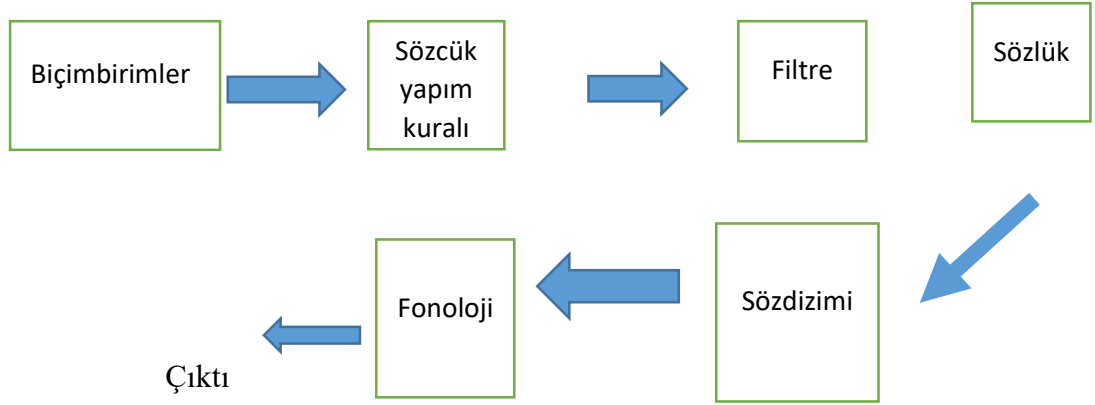 Biçimbirimler
Sözcük
yapım
kuralı
Filtre
Sözlük
Sözdizimi
Fonoloji
Çıktı